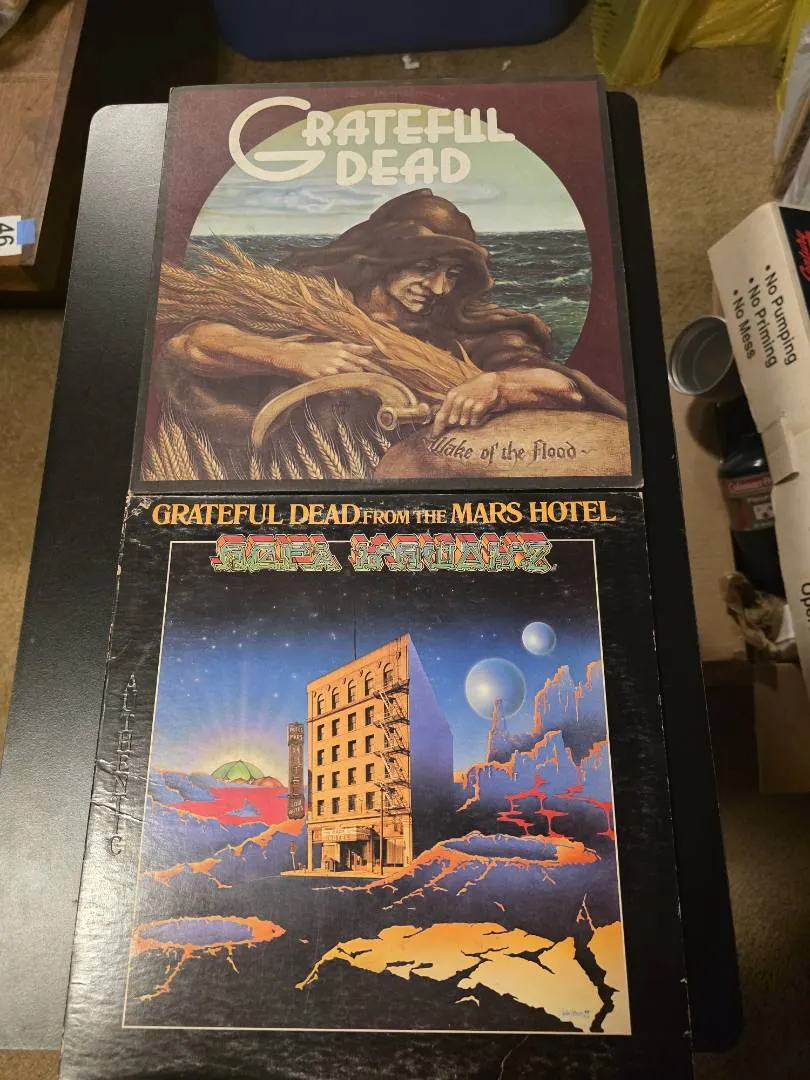 GRATEFUL
DEAD
Wake of the Flood
GRATEFUL DEAD FROM THE MARS HOTEL
HOTEL
46
• No Pumping
• No Priming
• No Mess